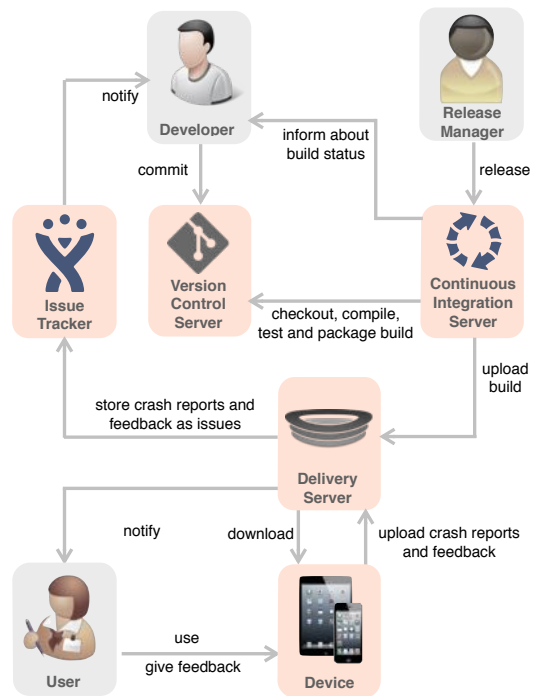 notify
Developer
inform about
build status
Release
Manager
commit
release
Issue
Tracker
Version
Control
Server
checkout, compile,
test and package build
Continuous
Integration
Server
upload
build
store crash reports and
feedback as issues
Delivery
Server
notify
download
upload crash reports
and feedback
User
use
give feedback
Device